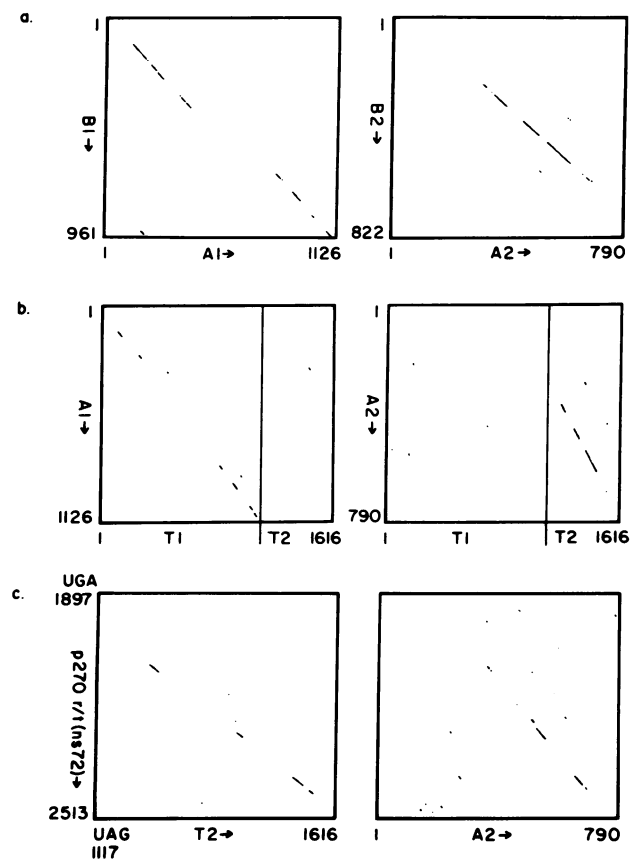 a.
1
1
B1→
B2→
961
822
1 A1→ 1126
1 A2→ 790
b.
1
1
A1→
A2→
1126
790
1 T1 T2 1616
1 T1 T2 1616
c.
UGA
1897
p270 r/t(ns72)→
2513
UAG T2→ 1616
1117
1 A2→ 790